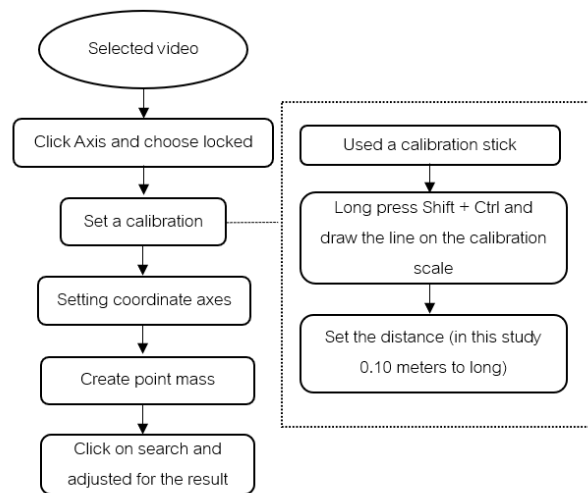 Selected video
Click Axis and choose locked
Set a calibration
Setting coordinate axes
Create point mass
Click on search and
adjusted for the result
Used a calibration stick
Long press Shift + Ctrl and
draw the line on the calibration
scale
Set the distance (in this study
0.10 meters to long)